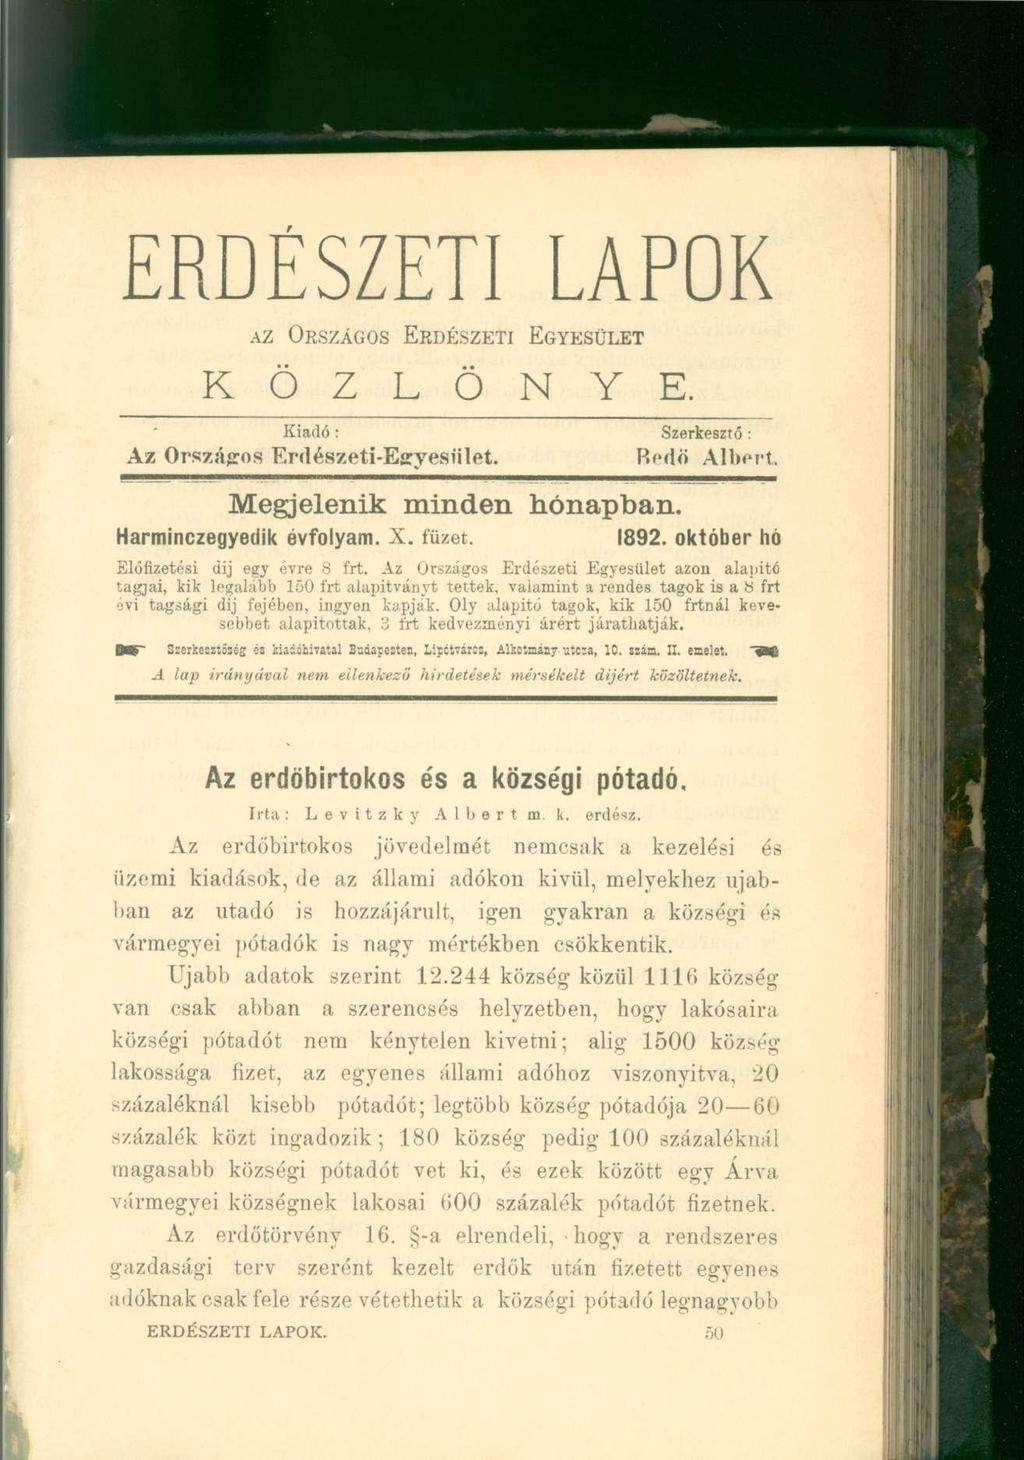 ERDÉSZETI LAPOK
AZ ORSZÁGOS ERDÉSZETI EGYESÜLET
KÖZLÖNYE.
Kiadó: Szerkesztő:
Az Országos Erdészeti-Egyesület. Bedő Albert.
Megjelenik minden hónapban.
Harminczegyedik évfolyam. X. füzet. 1892. október hó
Előfizetési dij egy évre 8 frt. Az Országos Erdészeti Egyesület azon alapitó
tagjai, kik legalább 150 frt alapitványt tettek, valamint a rendes tagok is a 8 frt
évi tagsági dij fejében, ingyen kapják. Oly alapitó tagok, kik 150 frtnál keve-
sebbet alapitottak, 3 frt kedvezményi árért járathatják.
Szerkesztőség és kiadóhivatal Budapesten, Lipótváros, Alkotmány-utcza, 10. szám. II. emelet.
A lap irányával nem ellenkező hirdetések mérsékelt dijért közöltetnek.
Az erdőbirtokos és a községi pótadó.
Irta: Levitzky Albert m. k. erdész.
Az erdőbirtokos jövedelmét nemcsak a kezelési és
üzemi kiadások, de az állami adókon kivül, melyekhez ujab-
ban az utadó is hozzájárult, igen gyakran a községi és
vármegyei pótadók is nagy mértékben csökkentik.
Ujabb adatok szerint 12.244 község közül 1116 község
van csak abban a szerencsés helyzetben, hogy lakósaira
községi pótadót nem kénytelen kivetni; alig 1500 község
lakossága fizet, az egyenes állami adóhoz viszonyitva, 20
százaléknál kisebb pótadót; legtöbb község pótadója 20—60
százalék közt ingadozik; 180 község pedig 100 százaléknál
magasabb községi pótadót vet ki, és ezek között egy Árva
vármegyei községnek lakosai 600 százalék pótadót fizetnek.
Az erdőtörvény 16. §-a elrendeli, hogy a rendszeres
gazdasági terv szerént kezelt erdők után fizetett egyenes
adóknak csak fele része vétethetik a községi pótadó legnagyobb
ERDÉSZETI LAPOK. 50